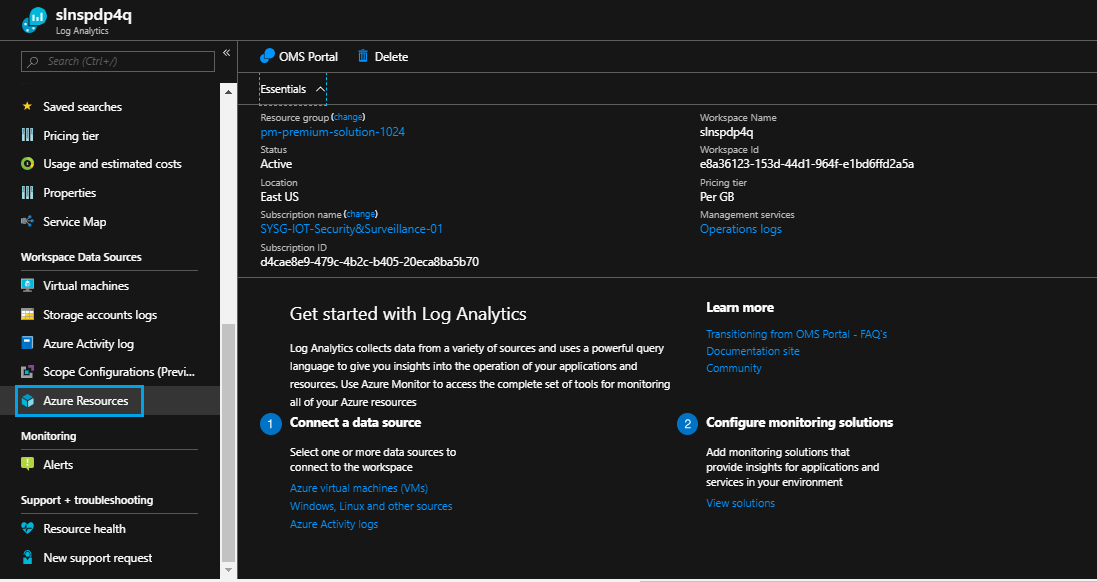 slnspdp4q
Log Analytics
Search (Ctrl+/)
«
Saved searches
Pricing tier
Usage and estimated costs
Properties
Service Map
Workspace Data Sources
Virtual machines
Storage accounts logs
Azure Activity log
Scope Configurations (Previ...
Azure Resources
Monitoring
Alerts
Support + troubleshooting
Resource health
New support request
OMS Portal
Delete
Essentials
Resource group (change)
pm-premium-solution-1024
Status
Active
Location
East US
Subscription name (change)
SYSG-IOT-Security&Surveillance-01
Subscription ID
d4cae8e9-479c-4b2c-b405-20eca8ba5b70
Workspace Name
slnspdp4q
Workspace Id
e8a36123-153d-44d1-964f-e1bd6ffd2a5a
Pricing tier
Per GB
Management services
Operations logs
Get started with Log Analytics
Log Analytics collects data from a variety of sources and uses a powerful query
language to give you insights into the operation of your applications and
resources. Use Azure Monitor to access the complete set of tools for monitoring
all of your Azure resources
Learn more
Transitioning from OMS Portal - FAQ's
Documentation site
Community
1 Connect a data source
Select one or more data sources to
connect to the workspace
Azure virtual machines (VMs)
Windows, Linux and other sources
Azure Activity logs
2 Configure monitoring solutions
Add monitoring solutions that
provide insights for applications and
services in your environment
View solutions